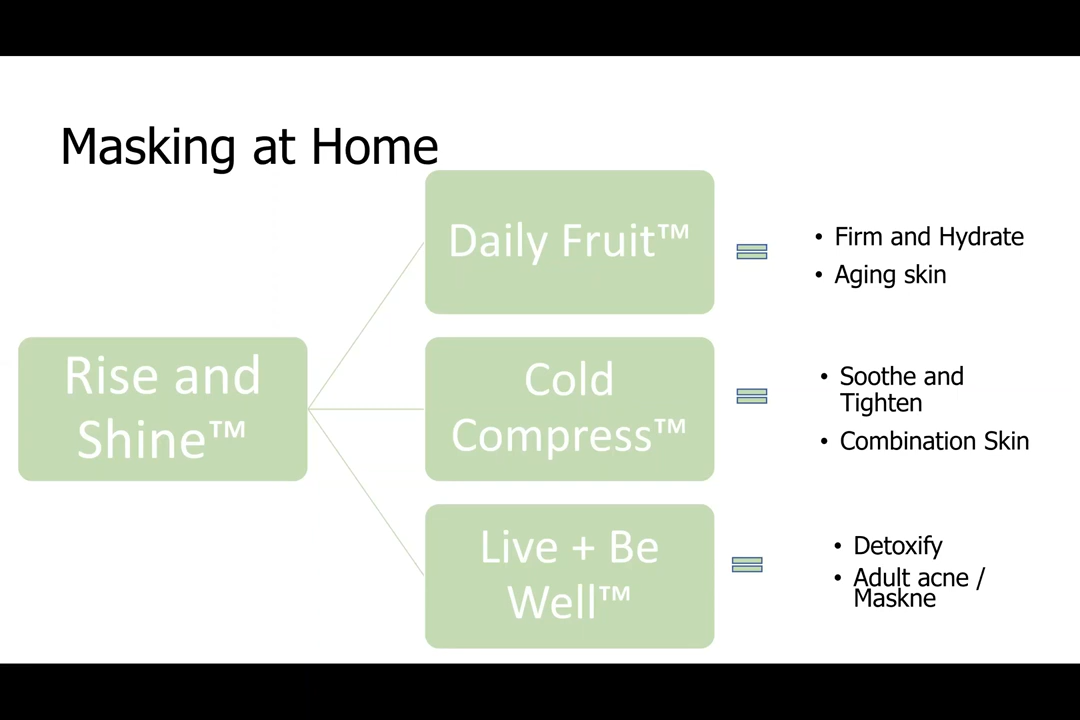 Masking at Home
Rise and
Shine™
Daily Fruit™
• Firm and Hydrate
• Aging skin
Cold
Compress™
• Soothe and
Tighten
• Combination Skin
Live + Be
Well™
• Detoxify
• Adult acne /
Maskne